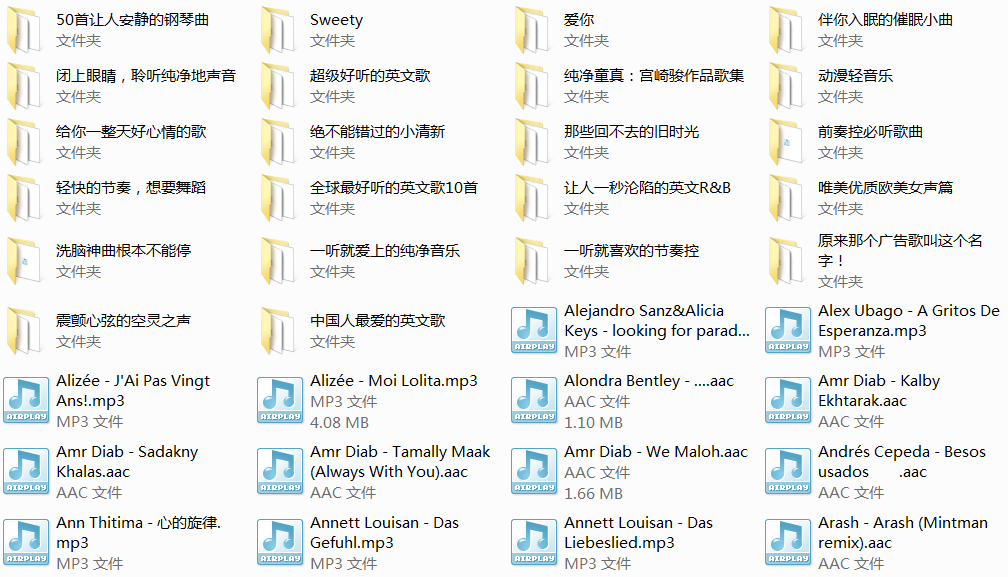 50首让人安静的钢琴曲
文件夹
Sweety
文件夹
爱你
文件夹
伴你入眠的催眠小曲
文件夹
闭上眼睛，聆听纯净地声音
文件夹
超级好听的英文歌
文件夹
纯净童真：宫崎骏作品歌集
文件夹
动漫轻音乐
文件夹
给你一整天好心情的歌
文件夹
绝不能错过的小清新
文件夹
那些回不去的旧时光
文件夹
前奏控必听歌曲
文件夹
轻快的节奏，想要舞蹈
文件夹
全球最好听的英文歌10首
文件夹
让人一秒沦陷的英文R&B
文件夹
唯美优质欧美女声篇
文件夹
洗脑神曲根本不能停
文件夹
一听就爱上的纯净音乐
文件夹
一听就喜欢的节奏控
文件夹
原来那个广告歌叫这个名
字！
文件夹
震颤心弦的空灵之声
文件夹
中国人最爱的英文歌
文件夹
AIRPLAY
Alejandro Sanz&Alicia
Keys - looking for parad...
MP3 文件
AIRPLAY
Alex Ubago - A Gritos De
Esperanza.mp3
MP3 文件
AIRPLAY
Alizée - J'Ai Pas Vingt
Ans!.mp3
MP3 文件
AIRPLAY
Alizée - Moi Lolita.mp3
MP3 文件
4.08 MB
AIRPLAY
Alondra Bentley - ....aac
AAC 文件
1.10 MB
AIRPLAY
Amr Diab - Kalby
Ekhtarak.aac
AAC 文件
AIRPLAY
Amr Diab - Sadakny
Khalas.aac
AAC 文件
AIRPLAY
Amr Diab - Tamally Maak
(Always With You).aac
AAC 文件
AIRPLAY
Amr Diab - We Maloh.aac
AAC 文件
1.66 MB
AIRPLAY
Andrés Cepeda - Besos
usados .aac
AAC 文件
AIRPLAY
Ann Thitima - 心的旋律.
mp3
MP3 文件
AIRPLAY
Annett Louisan - Das
Gefuhl.mp3
MP3 文件
AIRPLAY
Annett Louisan - Das
Liebeslied.mp3
MP3 文件
AIRPLAY
Arash - Arash (Mintman
remix).aac
AAC 文件